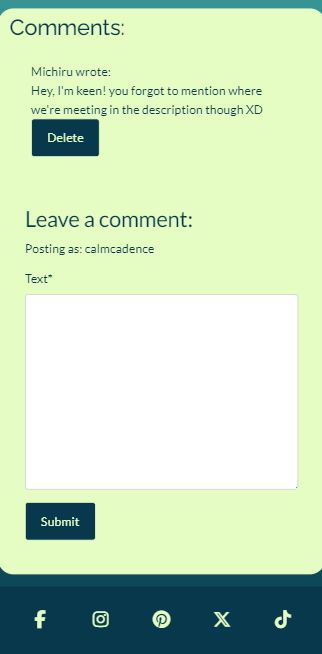 Comments:
Michiru wrote:
Hey, I'm keen! you forgot to mention where
we're meeting in the description though XD
Delete
Leave a comment:
Posting as: calmcadence
Text*
Submit